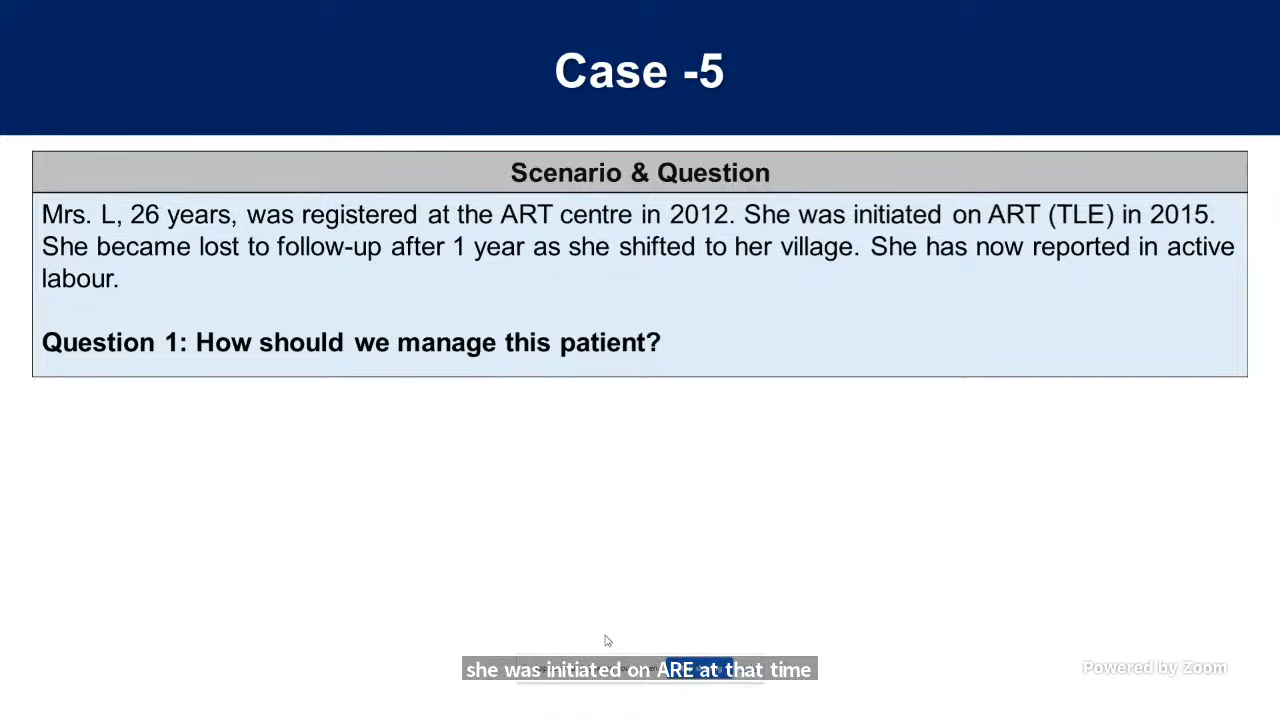 Case -5
Scenario & Question
Mrs. L, 26 years, was registered at the ART centre in 2012. She was initiated on ART (TLE) in 2015.
She became lost to follow-up after 1 year as she shifted to her village. She has now reported in active
labour.
Question 1: How should we manage this patient?
she was initiated on ARE at that time
Powered by Zoom